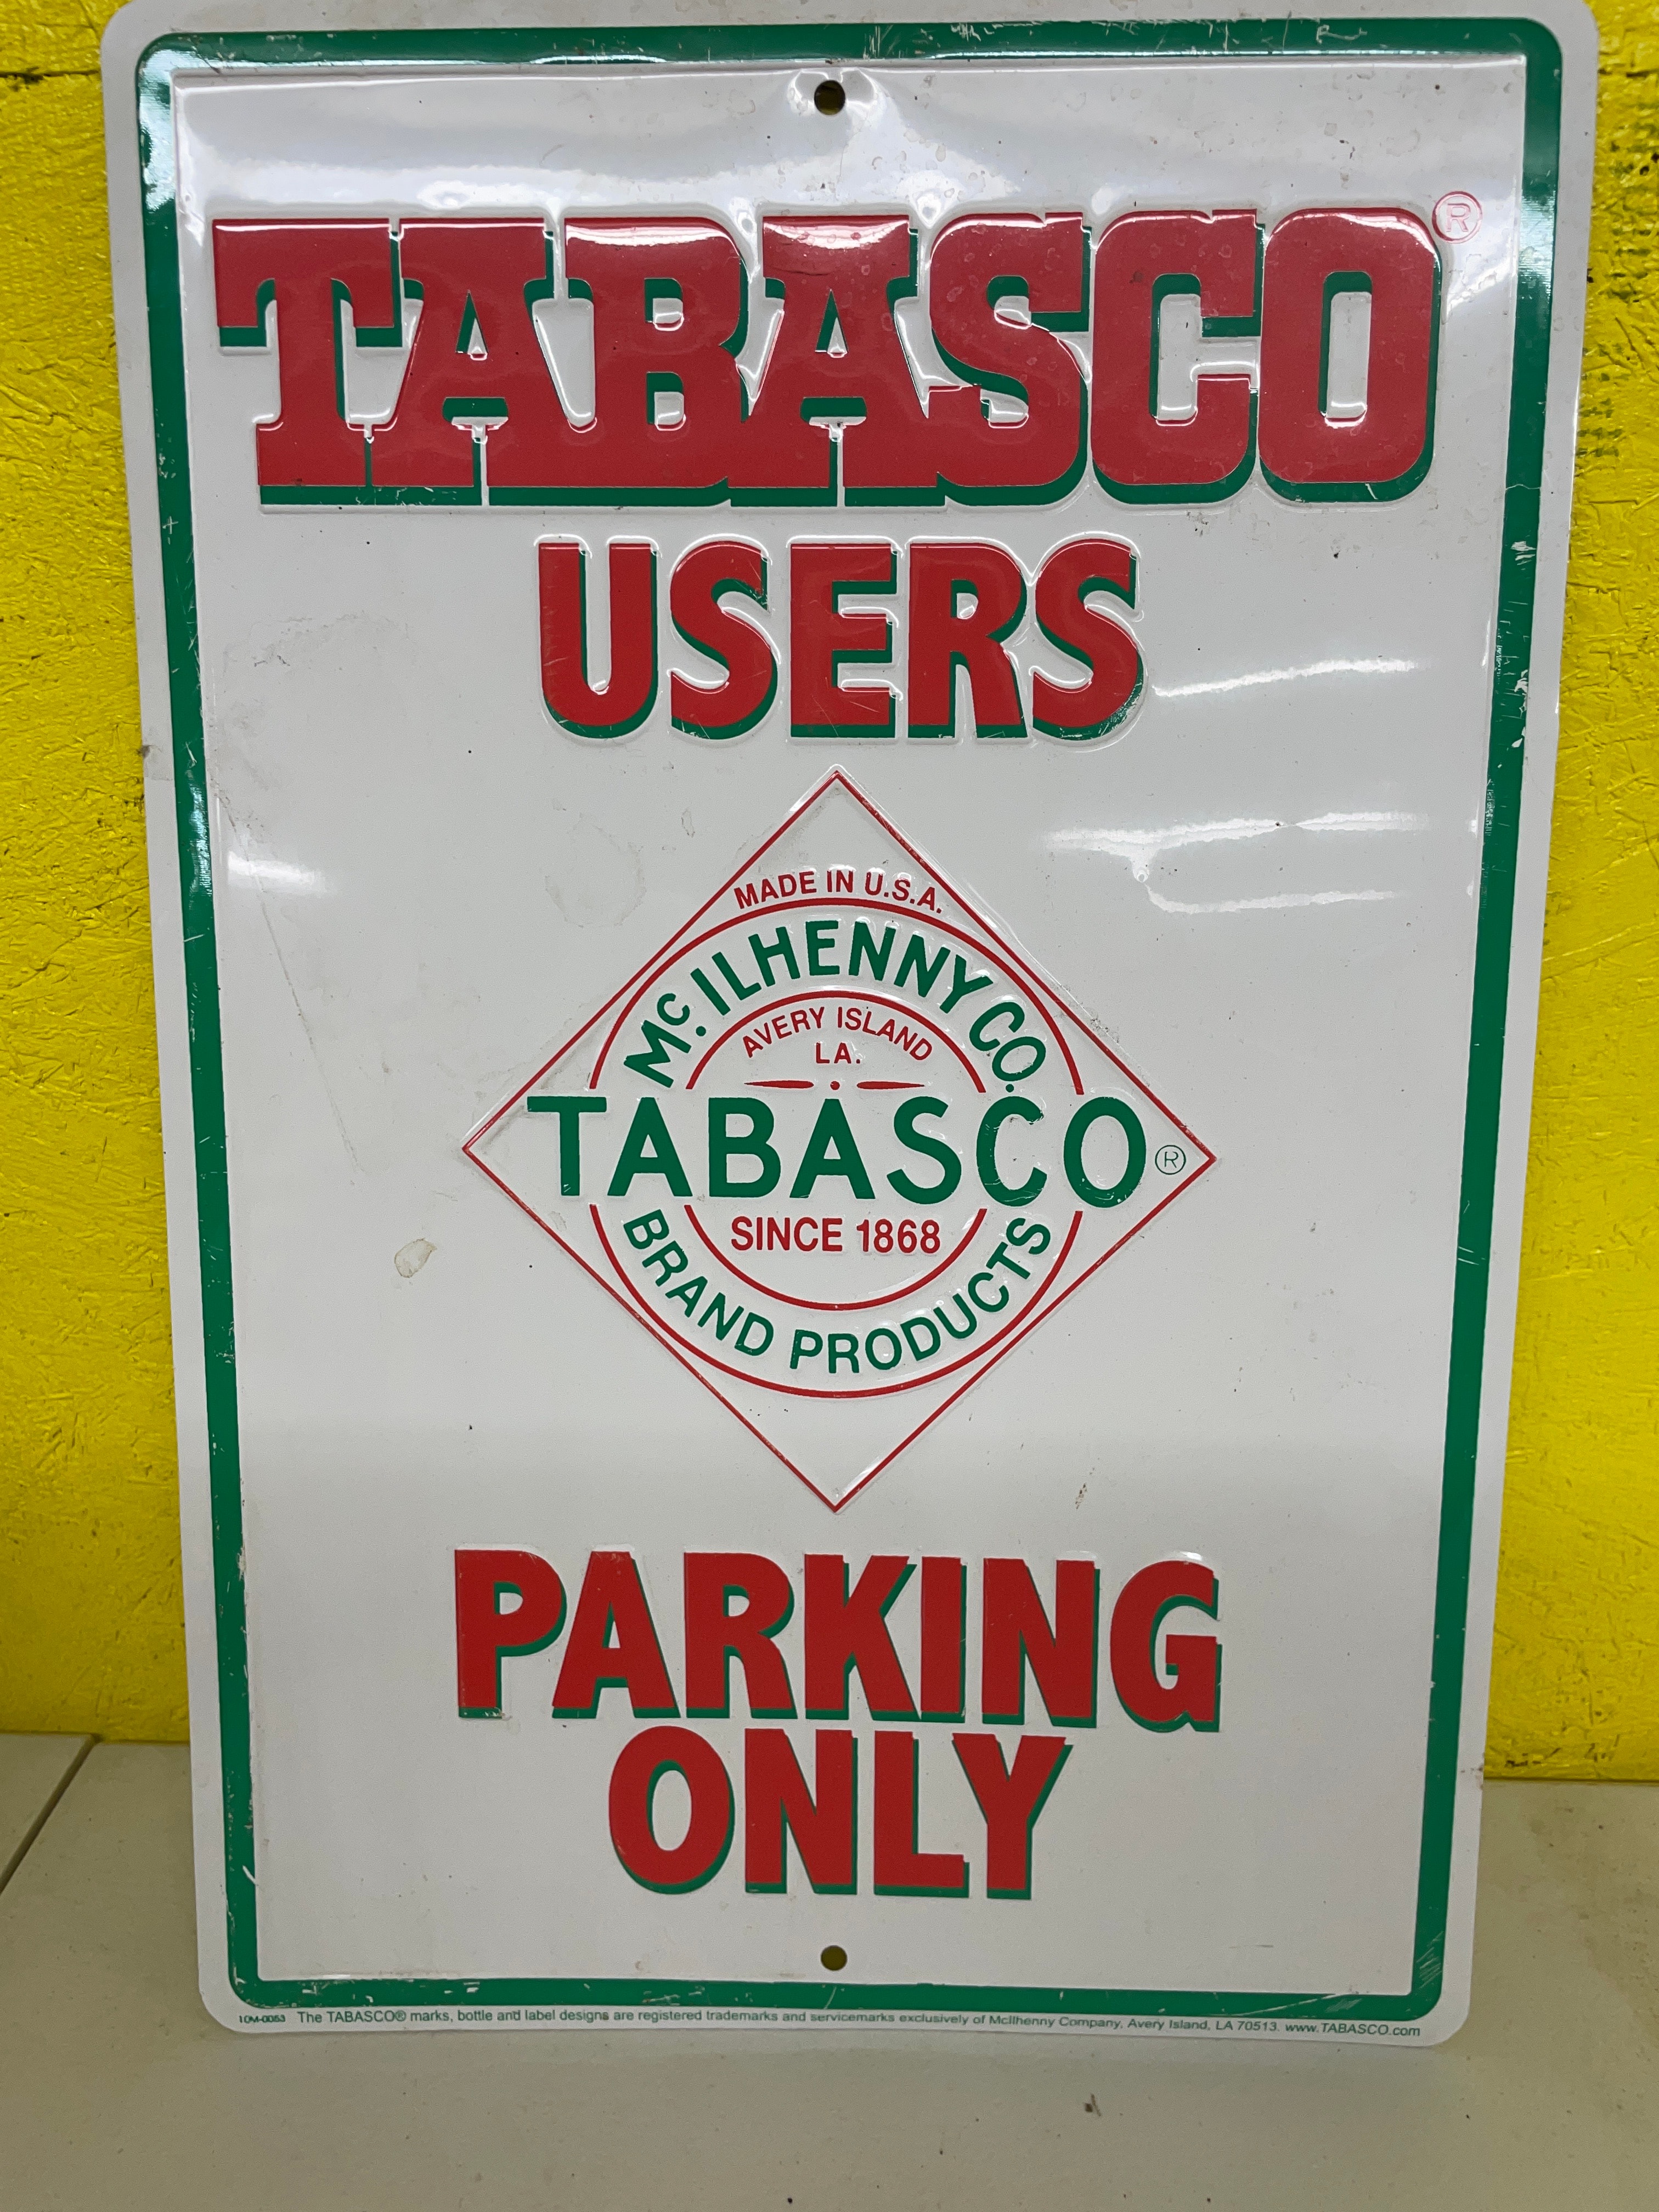 TABASCO®
USERS
MADE IN U.S.A.
Mc. ILHENNY CO.
AVERY ISLAND
LA.
TABASCO®
SINCE 1868
BRAND PRODUCTS
PARKING
ONLY
10M-0053 The TABASCO® marks, bottle and label designs are registered trademarks and servicemarks exclusively of McIlhenny Company, Avery Island, LA 70513. www.TABASCO.com